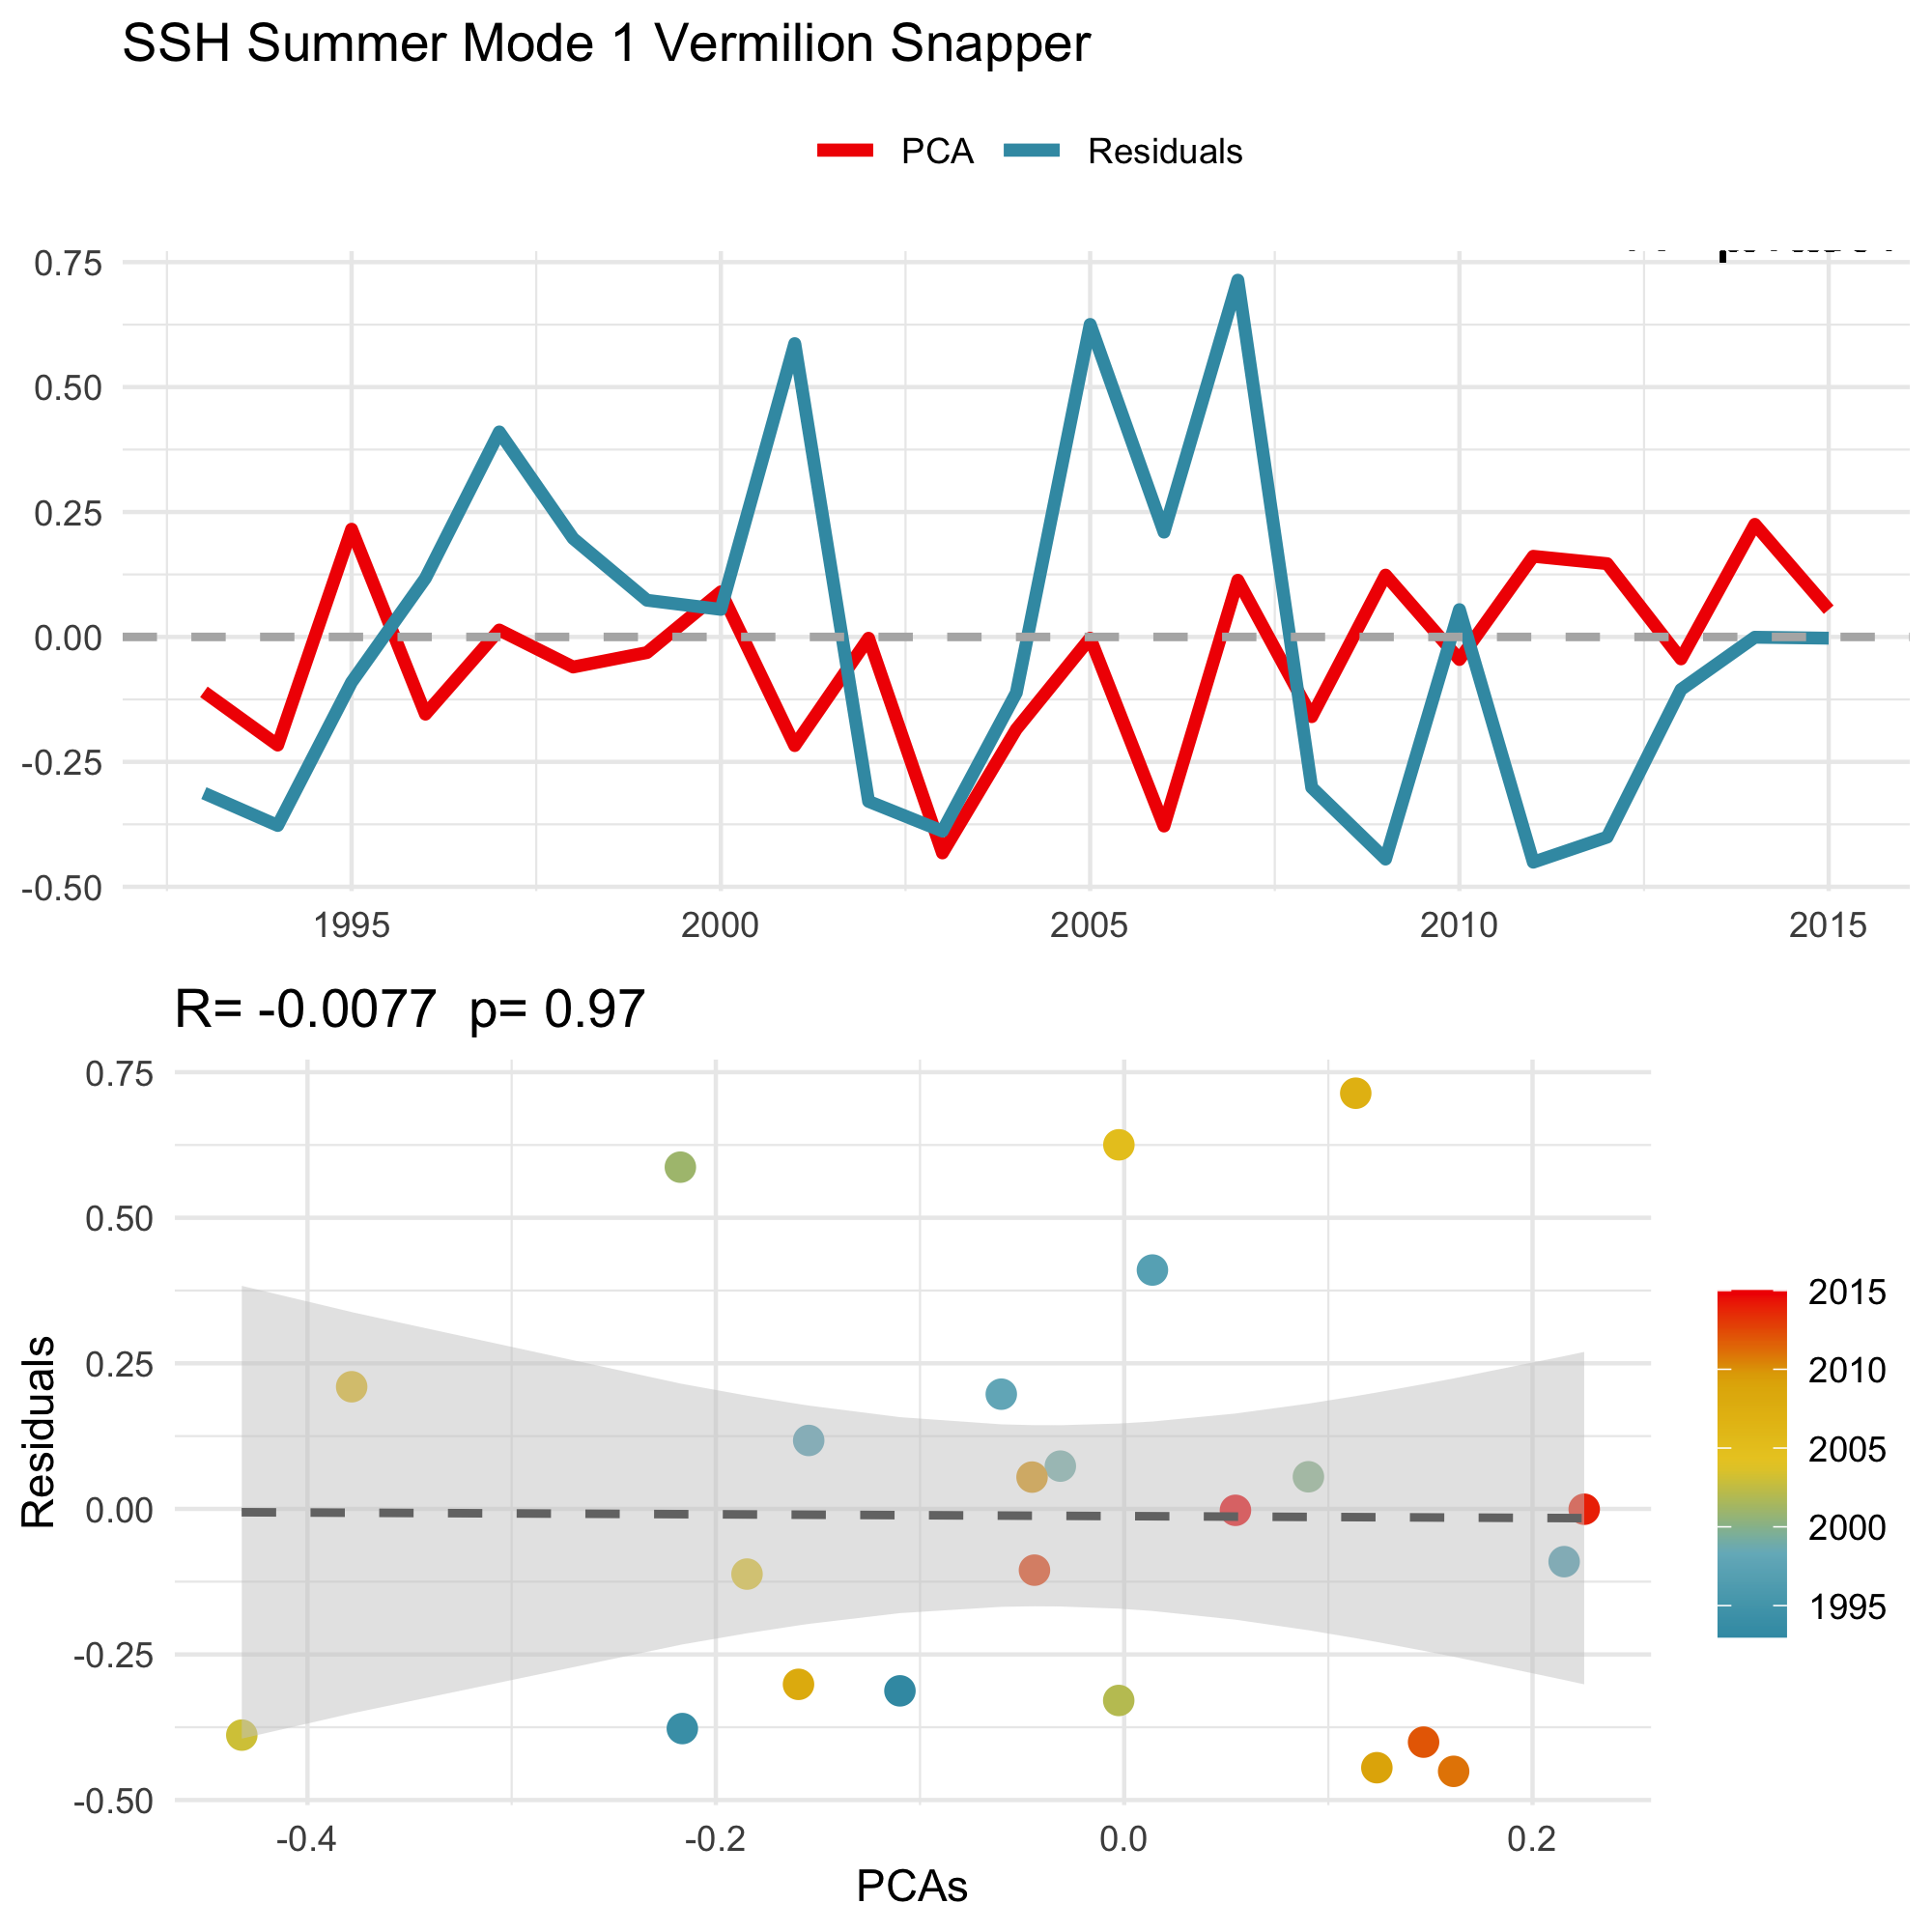 SSH Summer Mode 1 Vermilion Snapper
PCA Residuals
0.75
0.50
0.25
0.00
-0.25
-0.50
1995 2000 2005 2010 2015
R= -0.0077 p= 0.97
Residuals
0.75
0.50
0.25
0.00
-0.25
-0.50
-0.4 -0.2 0.0 0.2
PCAs
2015
2010
2005
2000
1995